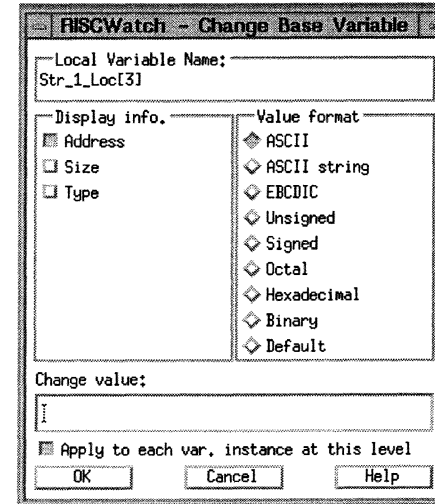 RISCWatch - Change Base Variable
Local Variable Name:
Str_1_Loc[3]
Display info.
Address
Size
Type
Value format
ASCII
ASCII string
EBCDIC
Unsigned
Signed
Octal
Hexadecimal
Binary
Default
Change value:
Apply to each var. instance at this level
OK Cancel Help